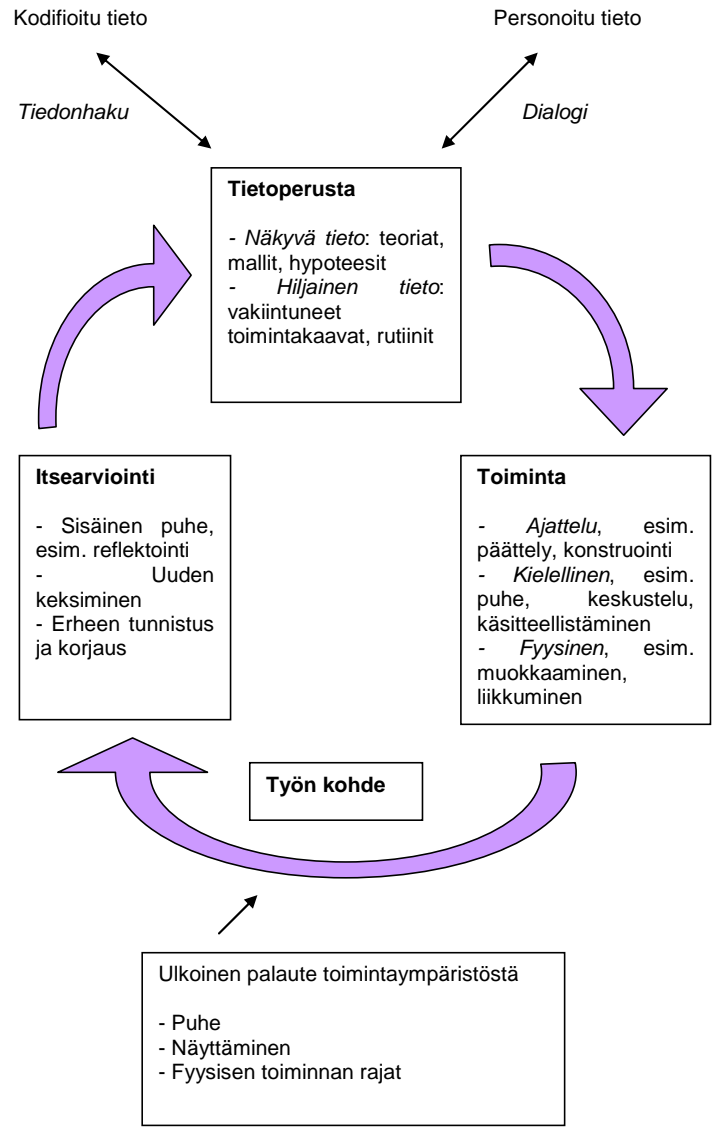 Kodifioitu tieto
Personoitu tieto
Tiedonhaku
Dialogi
Tietoperusta
- Näkyvä tieto: teoriat,
mallit, hypoteesit
- Hiljainen tieto:
vakiintuneet
toimintakaavat, rutiinit
Itsearviointi
- Sisäinen puhe,
esim. reflektointi
- Uuden
keksiminen
- Erheen tunnistus
ja korjaus
Toiminta
- Ajattelu, esim.
päättely, konstruointi
- Kielellinen, esim.
puhe, keskustelu,
käsitteellistäminen
- Fyysinen, esim.
muokkaaminen,
liikkuminen
Työn kohde
Ulkoinen palaute toimintaympäristöstä
- Puhe
- Näyttäminen
- Fyysisen toiminnan rajat